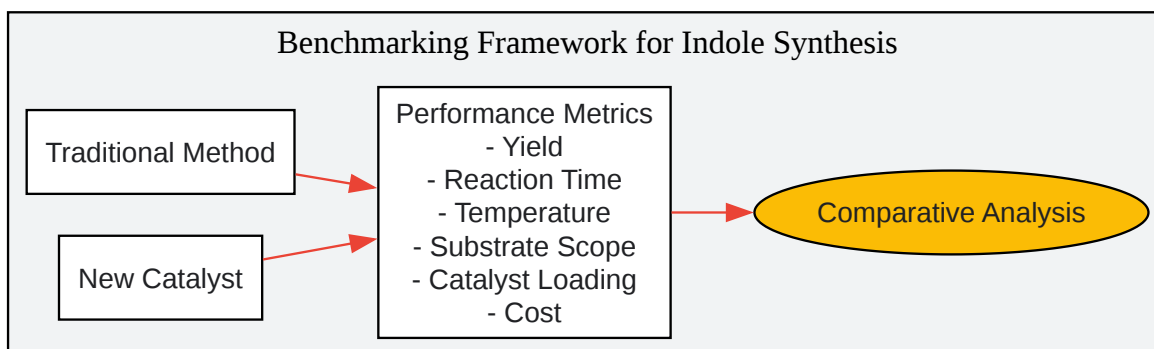 Benchmarking Framework for Indole Synthesis
Traditional Method
New Catalyst
Performance Metrics
- Yield
- Reaction Time
- Temperature
- Substrate Scope
- Catalyst Loading
- Cost
Comparative Analysis